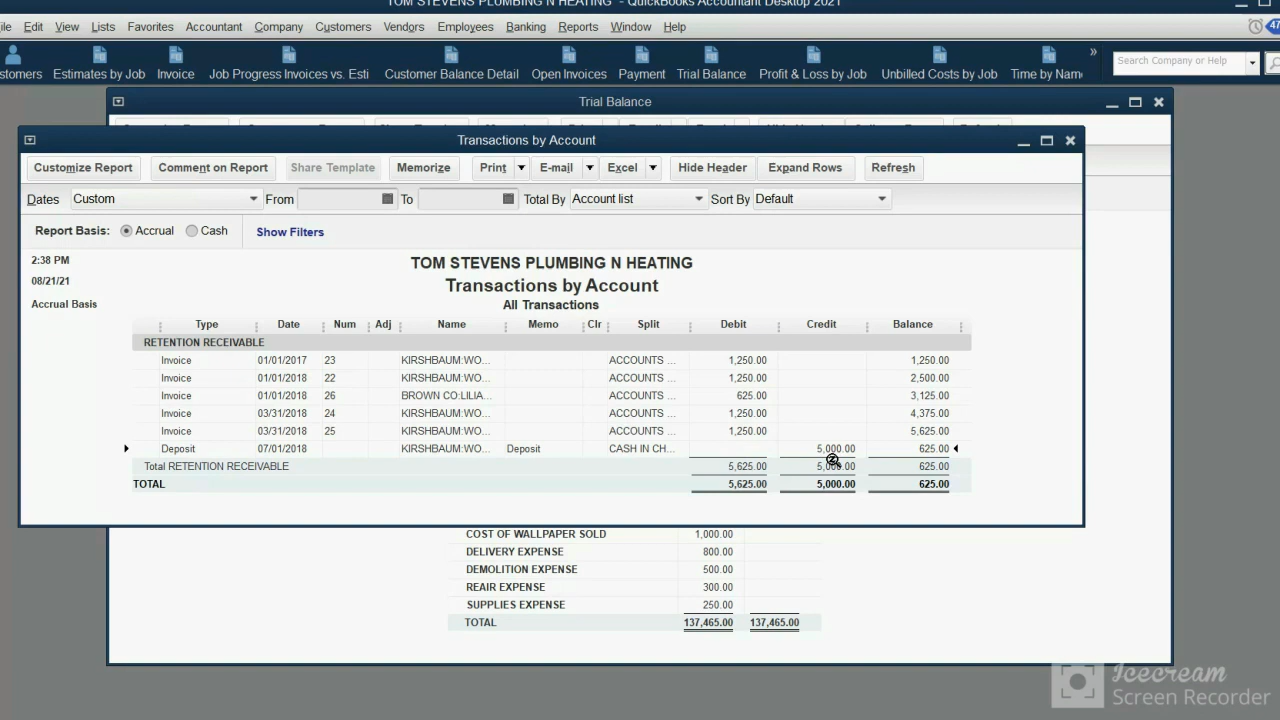 TOM STEVENS PLUMBING N HEATING - QuickBooks Accountant Desktop 2021
ile Edit View Lists Favorites Accountant Company Customers Vendors Employees Banking Reports Window Help 47
stomers Estimates by Job Invoice Job Progress Invoices vs. Esti Customer Balance Detail Open Invoices Payment Trial Balance Profit & Loss by Job Unbilled Costs by Job Time by Name » Search Company or Help
Trial Balance
Transactions by Account
Customize Report Comment on Report Share Template Memorize Print E-mail Excel Hide Header Expand Rows Refresh
Dates Custom From To Total By Account list Sort By Default
Report Basis: Accrual Cash Show Filters
2:38 PM TOM STEVENS PLUMBING N HEATING
08/21/21 Transactions by Account
Accrual Basis All Transactions
Type Date Num Adj Name Memo Clr Split Debit Credit Balance
RETENTION RECEIVABLE
Invoice 01/01/2017 23 KIRSHBAUM:WO... ACCOUNTS ... 1,250.00 1,250.00
Invoice 01/01/2018 22 KIRSHBAUM:WO... ACCOUNTS ... 1,250.00 2,500.00
Invoice 01/01/2018 26 BROWN CO:LILIA... ACCOUNTS ... 625.00 3,125.00
Invoice 03/31/2018 24 KIRSHBAUM:WO... ACCOUNTS ... 1,250.00 4,375.00
Invoice 03/31/2018 25 KIRSHBAUM:WO... ACCOUNTS ... 1,250.00 5,625.00
Deposit 07/01/2018 KIRSHBAUM:WO... Deposit CASH IN CH... 5,000.00 625.00
Total RETENTION RECEIVABLE 5,625.00 5,000.00 625.00
TOTAL 5,625.00 5,000.00 625.00
COST OF WALLPAPER SOLD 1,000.00
DELIVERY EXPENSE 800.00
DEMOLITION EXPENSE 500.00
REAIR EXPENSE 300.00
SUPPLIES EXPENSE 250.00
TOTAL 137,465.00 137,465.00
Icecream
Screen Recorder